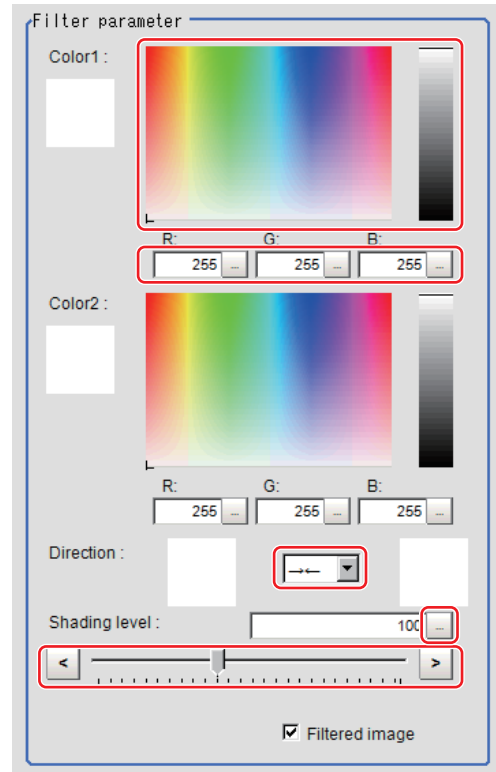 Filter parameter
Color1 :
R: G: B:
255 ... 255 ... 255 ...
Color2 :
R: G: B:
255 ... 255 ... 255 ...
Direction : →←
Shading level : 100 ...
< >
Filtered image